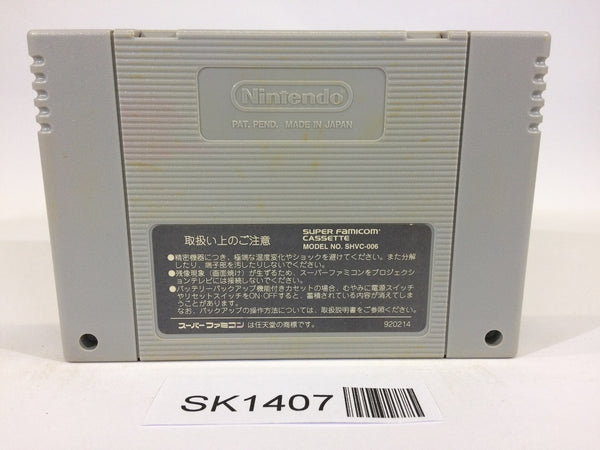 Nintendo
PAT. PEND. MADE IN JAPAN
取扱い上のご注意
SUPER FAMICOM
CASSETTE
MODEL NO. SHVC-006
●精密機器につき、極端な温度変化やショックを避けてください。また分解
したり、端子部を汚したりしないでください。
●残像現象（画面焼け）が生ずるため、スーパーファミコンをプロジェクシ
ョンテレビには接続しないでください。
●バッテリーバックアップ機能付きカセットの場合、むやみに電源スイッチ
やリセットスイッチをON・OFFすると、蓄積されている内容が消えてしま
うことがあります。
なお、バックアップの操作方法については、取扱説明書をご参照ください。
スーパーファミコン は任天堂の商標です。
920214
SK1407